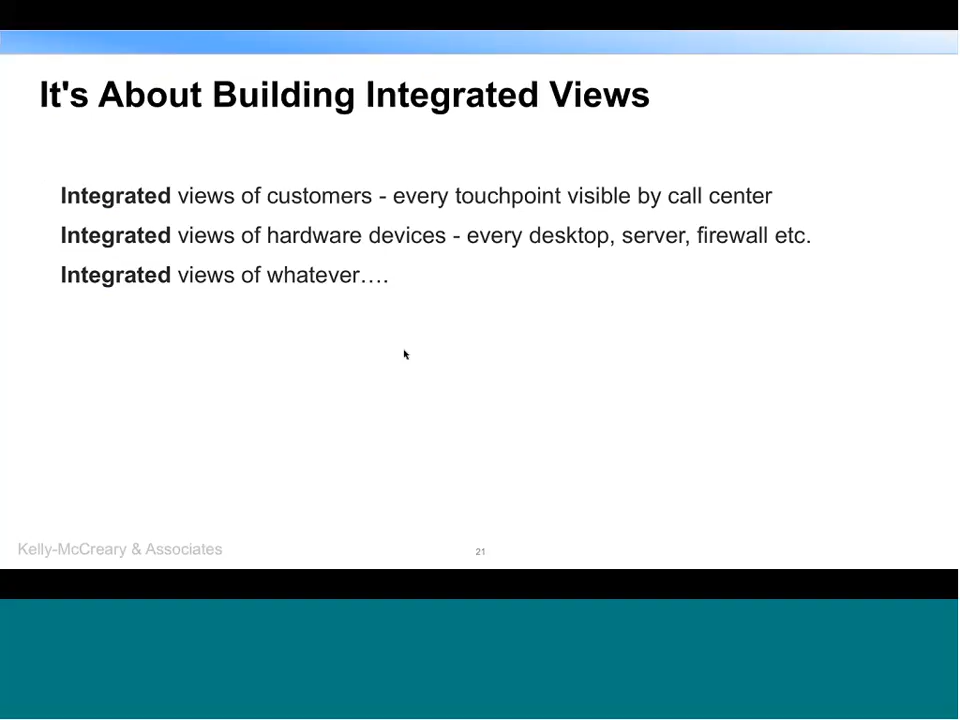 It's About Building Integrated Views
Integrated views of customers - every touchpoint visible by call center
Integrated views of hardware devices - every desktop, server, firewall etc.
Integrated views of whatever….
Kelly-McCreary & Associates
21